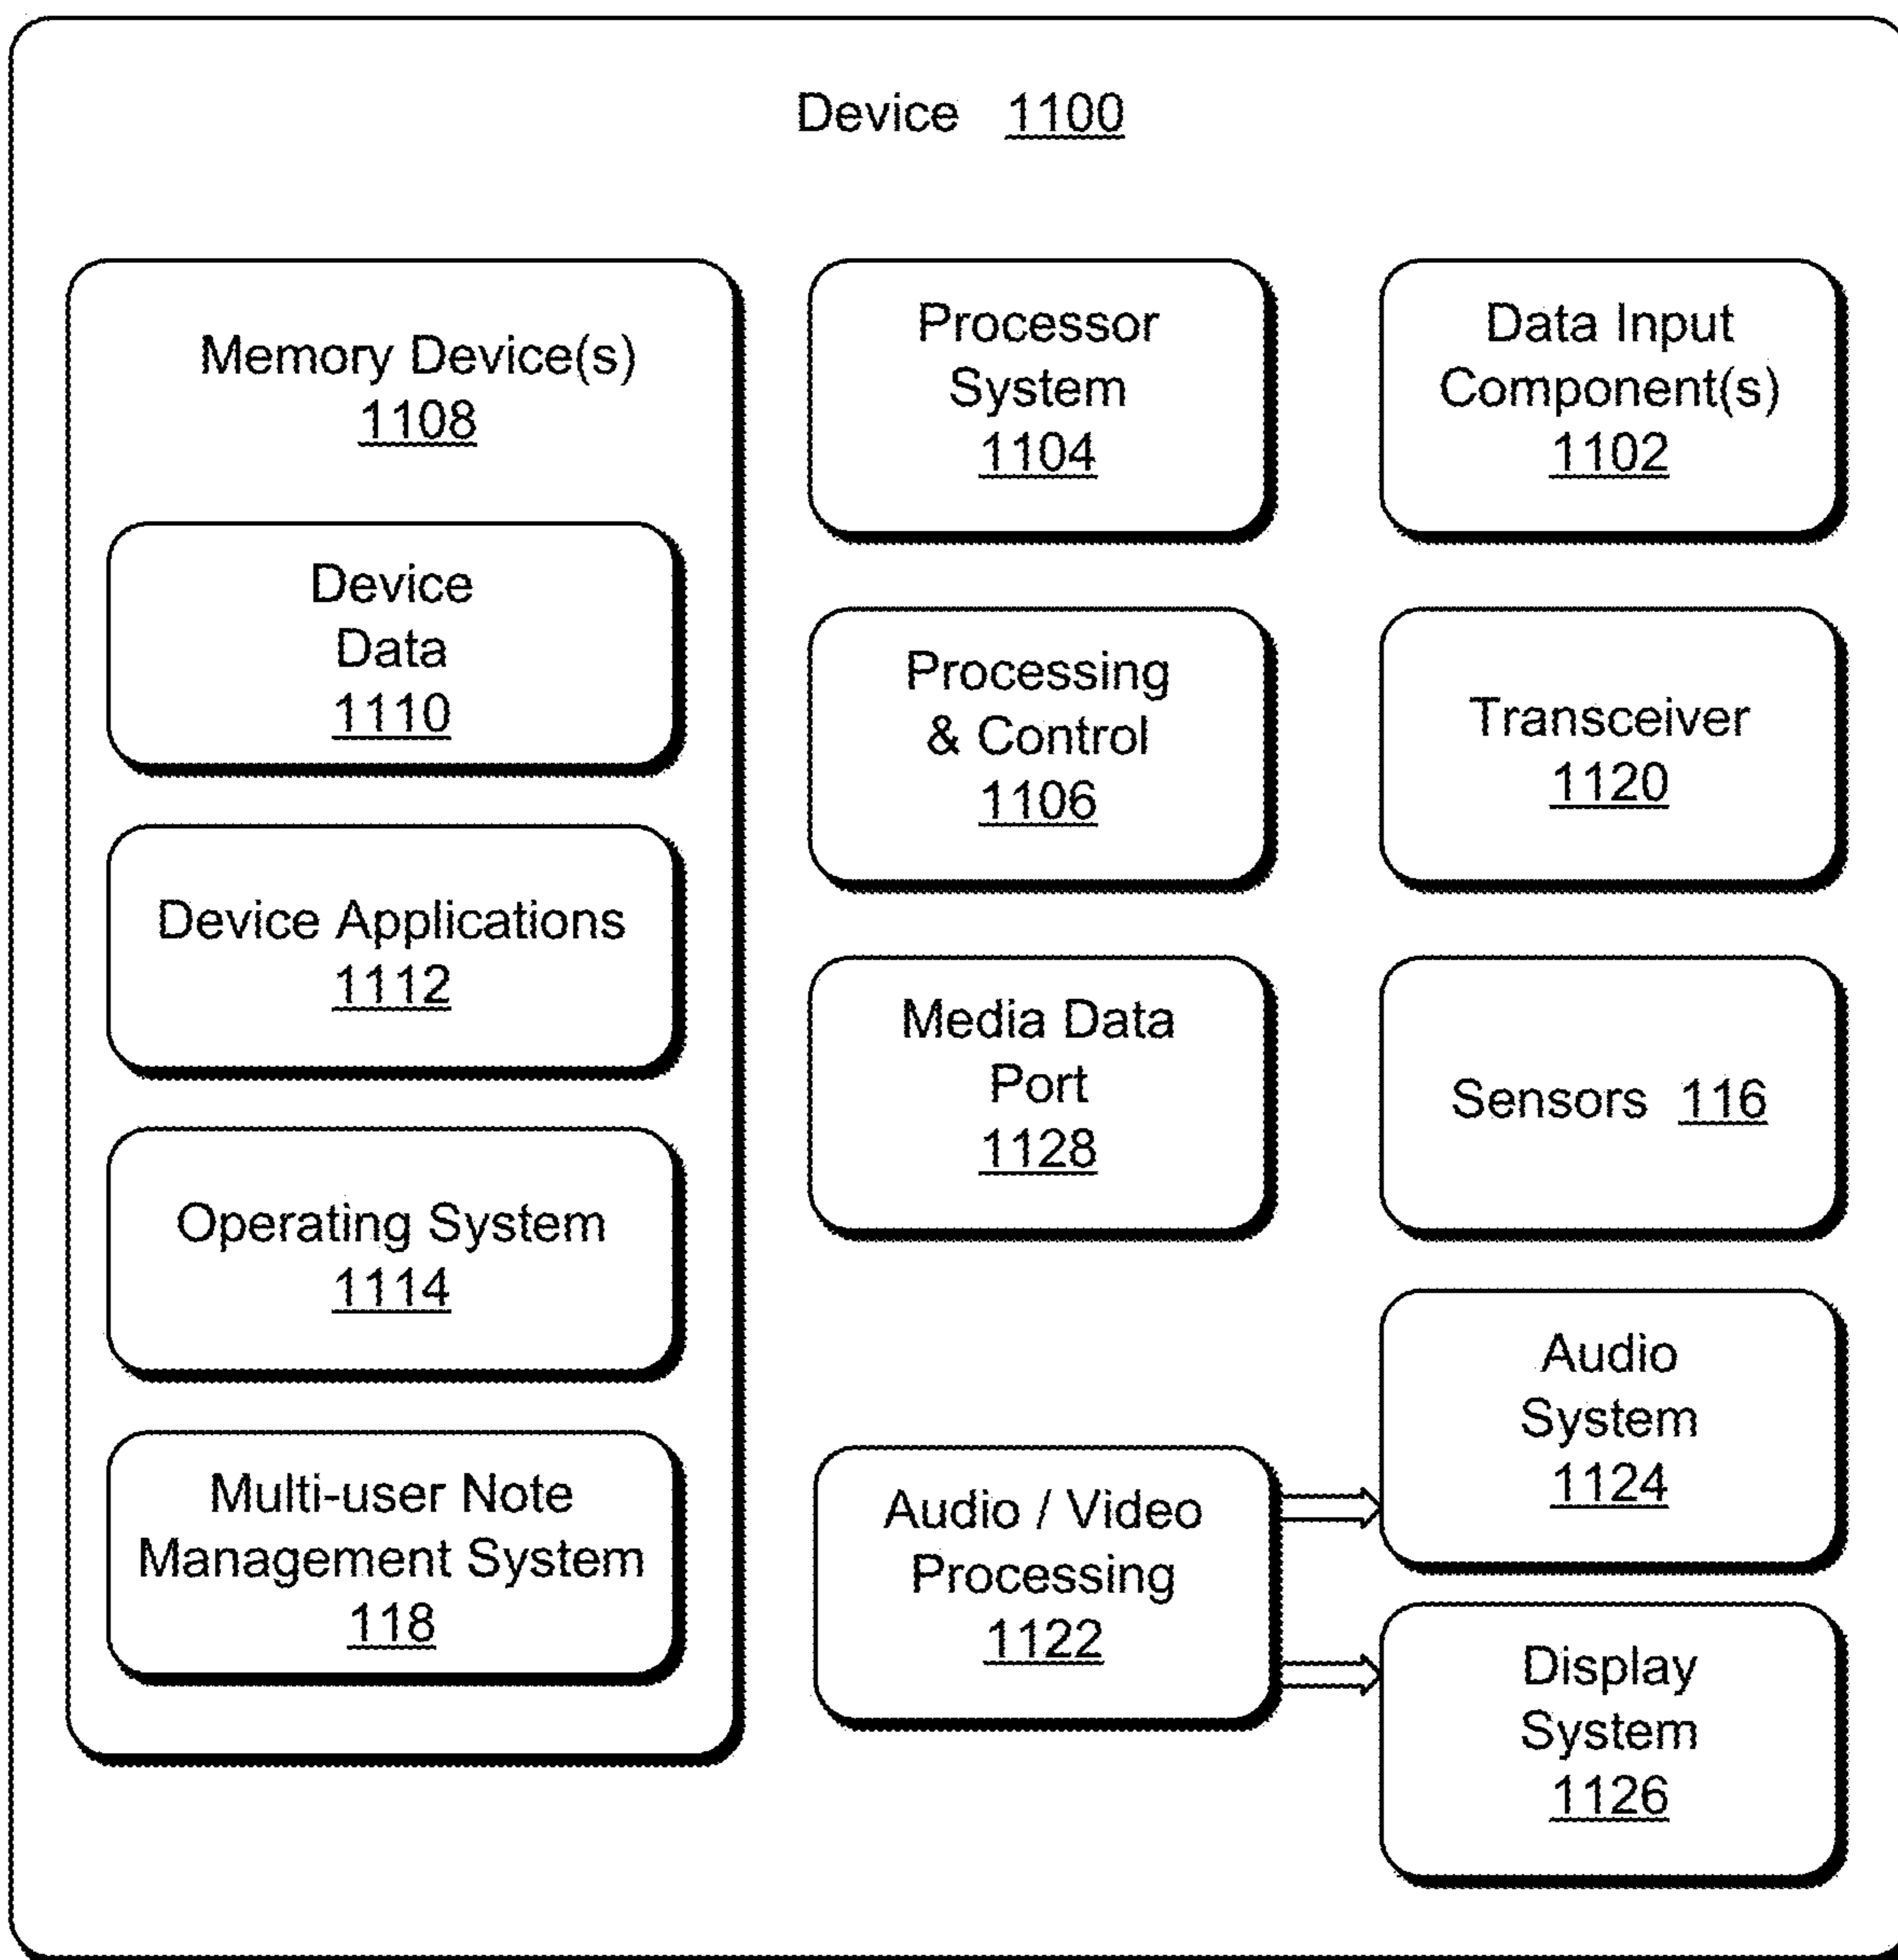 Device 1100
Memory Device(s)
1108
Device
Data
1110
Device Applications
1112
Operating System
1114
Multi-user Note
Management System
118
Processor
System
1104
Processing
& Control
1106
Media Data
Port
1128
Audio / Video
Processing
1122
Data Input
Component(s)
1102
Transceiver
1120
Sensors 116
Audio
System
1124
Display
System
1126